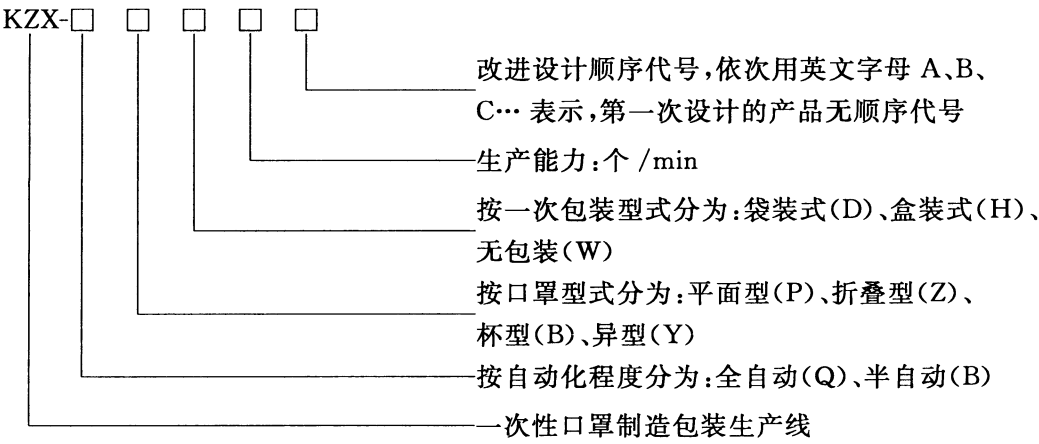 KZX-□ □ □ □ □
改进设计顺序代号,依次用英文字母 A、B、
C… 表示,第一次设计的产品无顺序代号
生产能力:个 /min
按一次包装型式分为:袋装式(D)、盒装式(H)、
无包装(W)
按口罩型式分为:平面型(P)、折叠型(Z)、
杯型(B)、异型(Y)
按自动化程度分为:全自动(Q)、半自动(B)
一次性口罩制造包装生产线